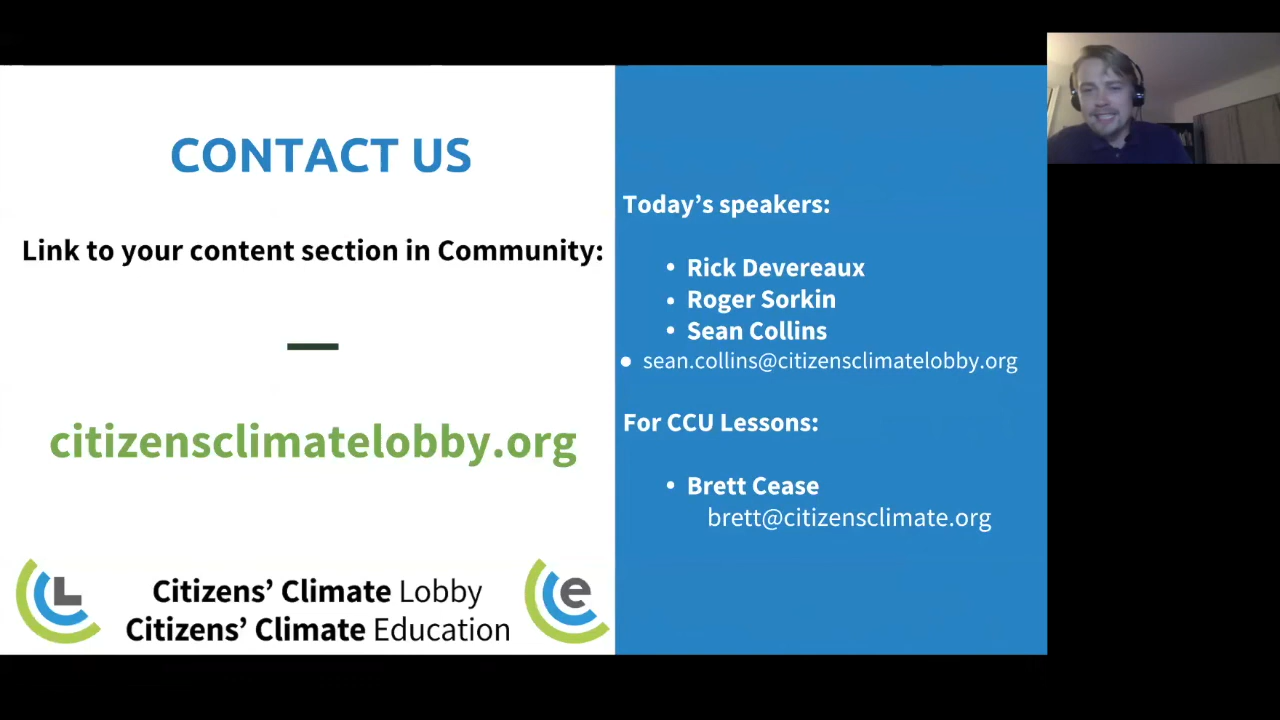 CONTACT US
Link to your content section in Community:
citizensclimatelobby.org
L
Citizens’ Climate Lobby
Citizens’ Climate Education
e
Today’s speakers:
• Rick Devereaux
• Roger Sorkin
• Sean Collins
● sean.collins@citizensclimatelobby.org
For CCU Lessons:
• Brett Cease
brett@citizensclimate.org